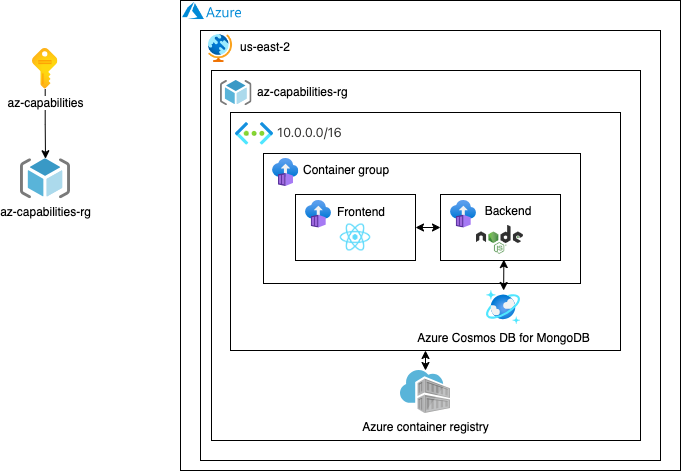 Azure
us-east-2
az-capabilities
az-capabilities-rg
az-capabilities-rg
10.0.0.0/16
Container group
Frontend
Backend
node
JS
Azure Cosmos DB for MongoDB
Azure container registry